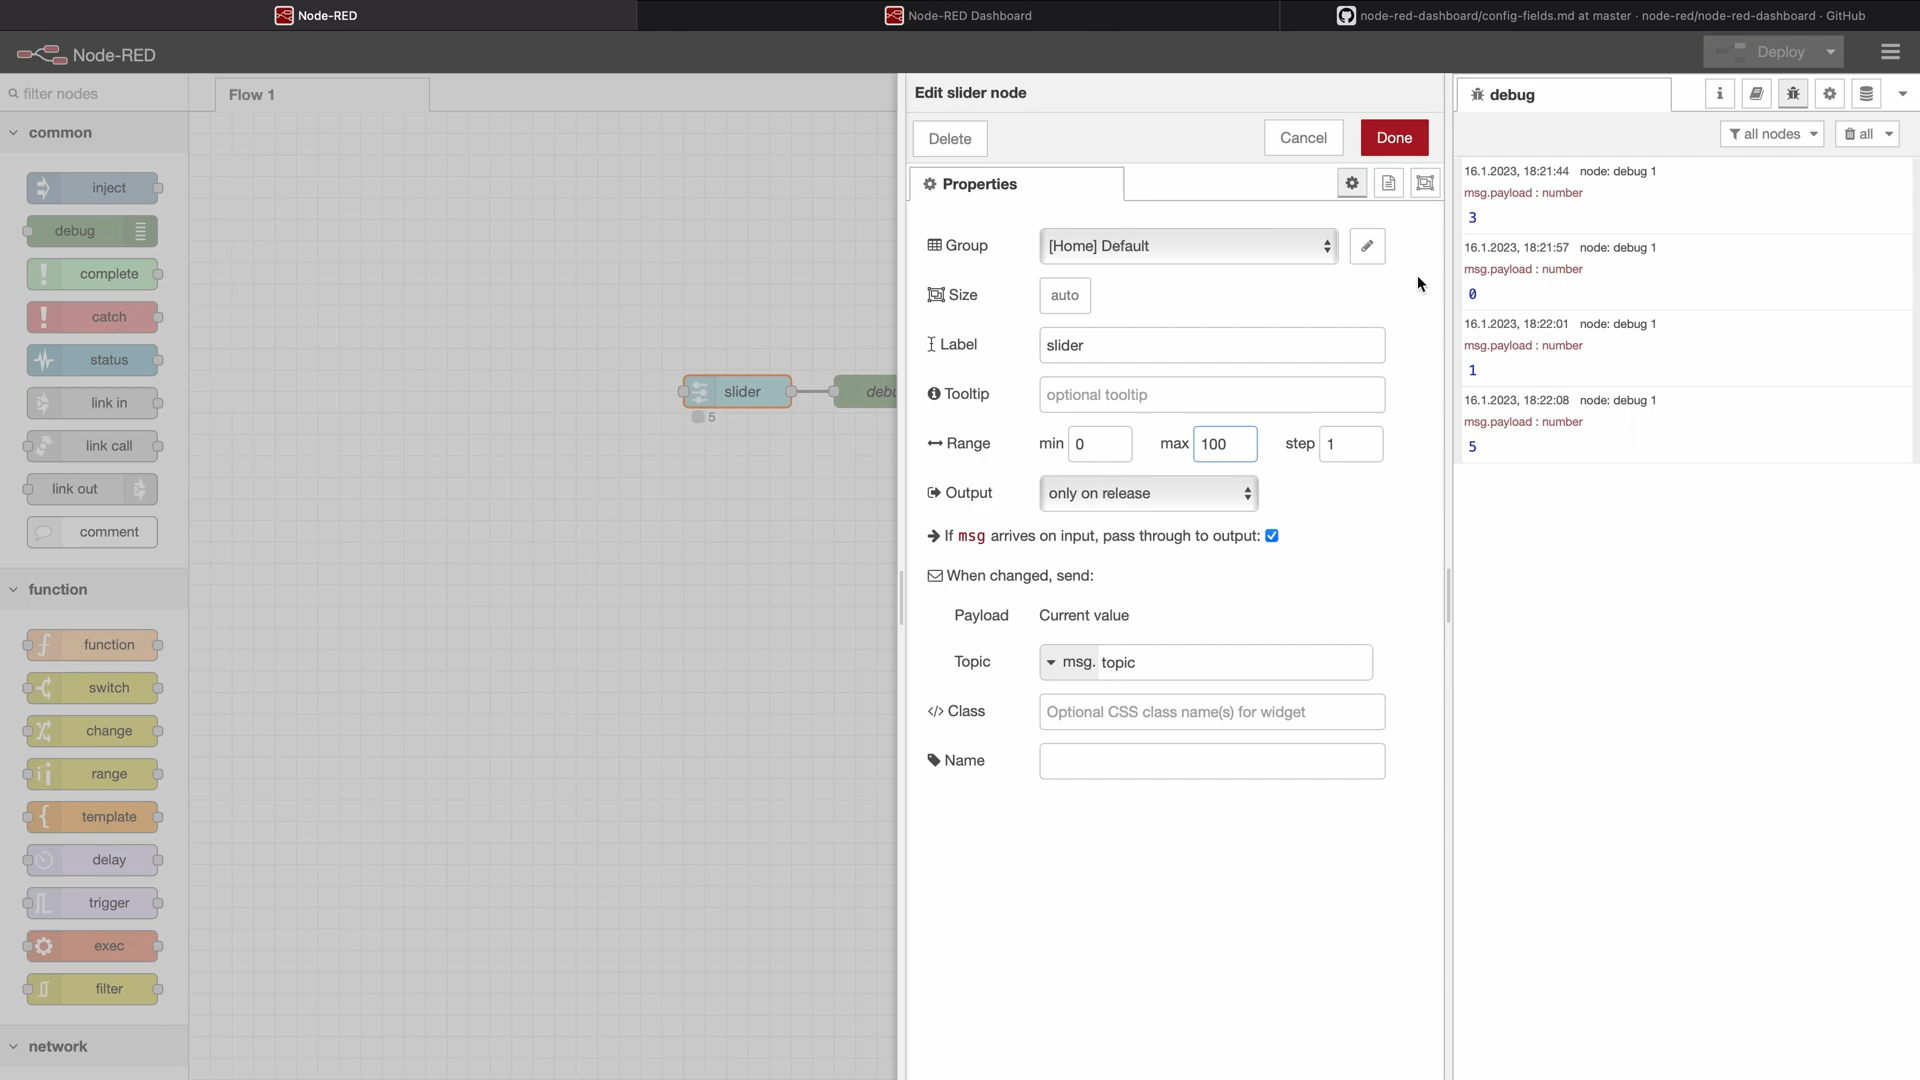 Node-RED
Node-RED Dashboard
node-red-dashboard/config-fields.md at master · node-red/node-red-dashboard · GitHub
Node-RED
Deploy
filter nodes
Flow 1
common
inject
debug
complete
catch
status
link in
link call
link out
comment
function
function
switch
change
range
template
delay
trigger
exec
filter
network
slider
debu
5
Edit slider node
Delete
Cancel
Done
Properties
Group
[Home] Default
Size
auto
Label
slider
Tooltip
optional tooltip
Range
min 0
max 100
step 1
Output
only on release
If msg arrives on input, pass through to output:
When changed, send:
Payload
Current value
Topic
msg. topic
</> Class
Optional CSS class name(s) for widget
Name
debug
all nodes
all
16.1.2023, 18:21:44 node: debug 1
msg.payload : number
3
16.1.2023, 18:21:57 node: debug 1
msg.payload : number
0
16.1.2023, 18:22:01 node: debug 1
msg.payload : number
1
16.1.2023, 18:22:08 node: debug 1
msg.payload : number
5